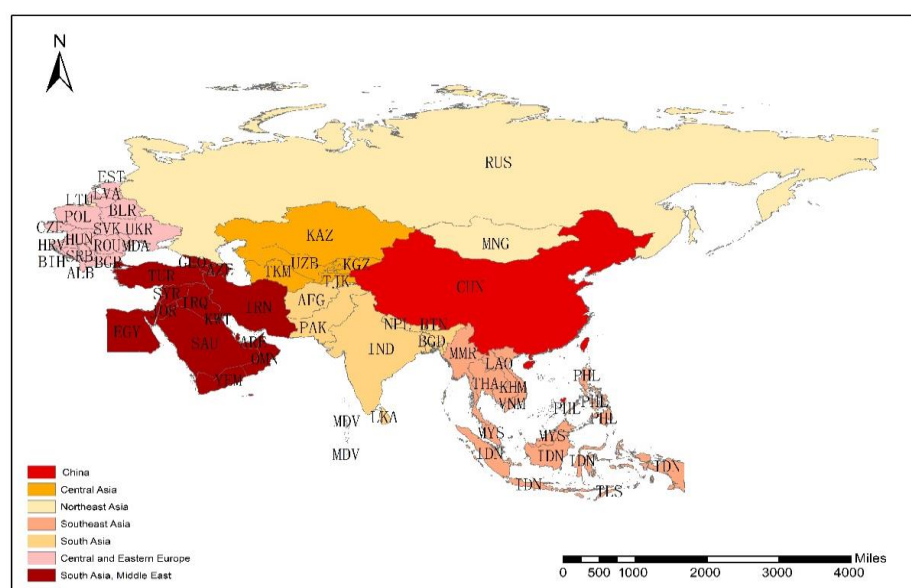 N
RUS
EST
LVA
LTU
BLR
POL
CZE
SVK UKR
HUN
HRV
ROU MDA
SRB
BIH
BGR
ALB
KAZ
MNG
GEO
AZE
TUR
UZB
KGZ
TKM
TJK
CUN
SYR
IRQ
IRN
AFG
JOR
KWT
EGY
SAU
ARE
OMN
YEM
PAK
NPL
BTN
IND
BGD
MMR
LAO
THA
KHM
VNM
PHL
PHL
PHL
PHL
MDV
LKA
MDV
MYS
MYS
IDN
IDN
IDN
IDN
IDN
TLS
China
Central Asia
Northeast Asia
Southeast Asia
South Asia
Central and Eastern Europe
South Asia, Middle East
Miles
0 500 1000 2000 3000 4000